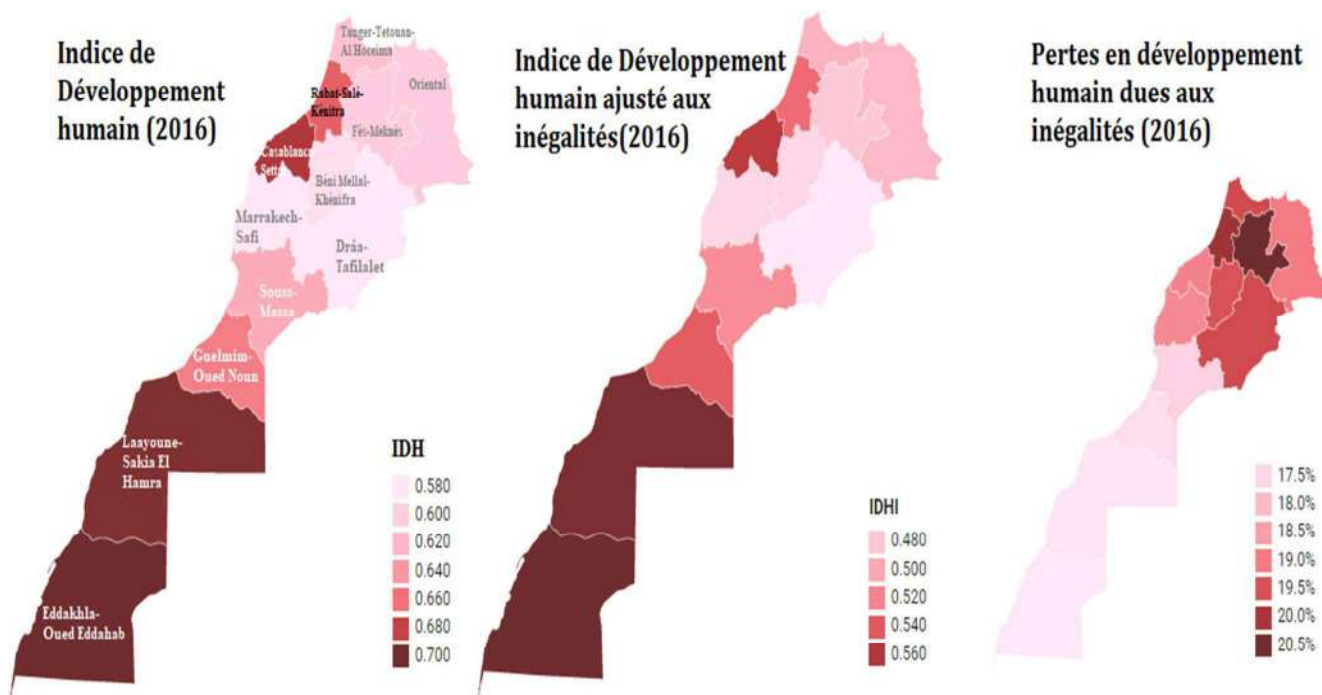 Indice de
Développement
humain (2016)
Tanger-Tetouan-
Al Hoceima
Oriental
Rabat-Salé-
Kénitra
Fés-Meknés
Casablanca
Setta
Béni Mellal-
Khénifra
Marrakech-
Safi
Drâa-
Tafilalet
Souss-
Massa
Guelmim-
Oued Noun
Laayoune-
Sakia El
Hamra
Eddakhla-
Oued Eddahab
IDH
0.580
0.600
0.620
0.640
0.660
0.680
0.700
Indice de Développement
humain ajusté aux
inégalités(2016)
IDHI
0.480
0.500
0.520
0.540
0.560
Pertes en développement
humain dues aux
inégalités (2016)
17.5%
18.0%
18.5%
19.0%
19.5%
20.0%
20.5%